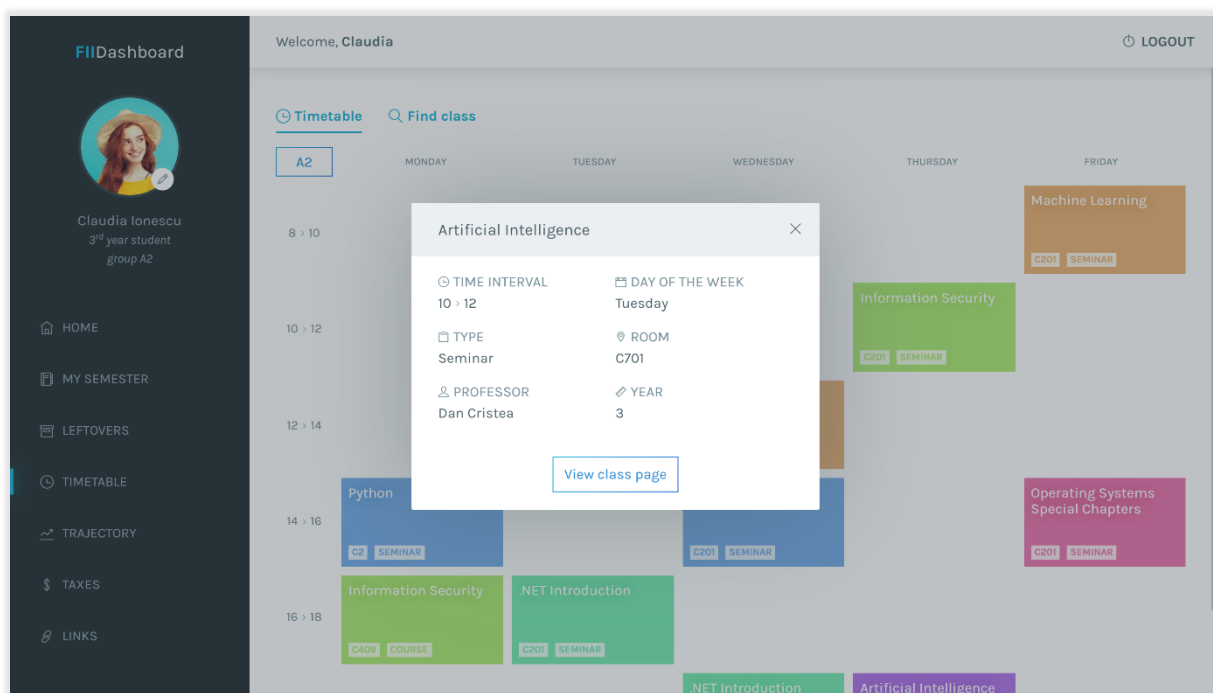 FIIDashboard
Welcome, Claudia
LOGOUT
Claudia Ionescu
3rd year student
group A2
HOME
MY SEMESTER
LEFTOVERS
TIMETABLE
TRAJECTORY
$ TAXES
LINKS
Timetable
Find class
A2
MONDAY
TUESDAY
WEDNESDAY
THURSDAY
FRIDAY
8 › 10
Machine Learning
C201 SEMINAR
10 › 12
Information Security
C201 SEMINAR
12 › 14
14 › 16
Python
C2 SEMINAR
C201 SEMINAR
Operating Systems
Special Chapters
C201 SEMINAR
16 › 18
Information Security
C409 COURSE
.NET Introduction
C201 SEMINAR
.NET Introduction
Artificial Intelligence
Artificial Intelligence
TIME INTERVAL
10 › 12
DAY OF THE WEEK
Tuesday
TYPE
Seminar
ROOM
C701
PROFESSOR
Dan Cristea
YEAR
3
View class page